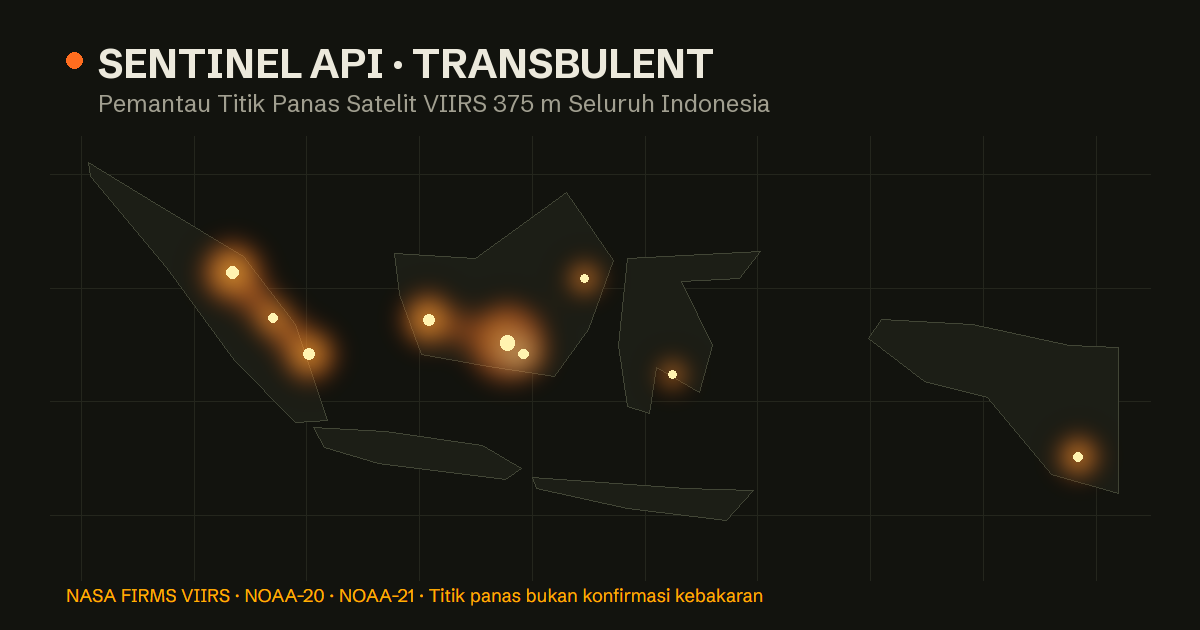 SENTINEL API · TRANSBULENT
Pemantau Titik Panas Satelit VIIRS 375 m Seluruh Indonesia
NASA FIRMS VIIRS · NOAA-20 · NOAA-21 · Titik panas bukan konfirmasi kebakaran